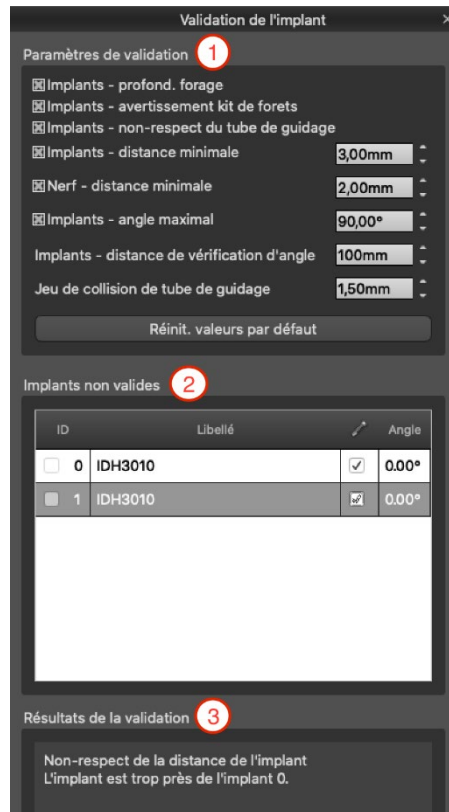 Validation de l'implant
Paramètres de validation 1
Implants - profond. forage
Implants - avertissement kit de forets
Implants - non-respect du tube de guidage
Implants - distance minimale 3,00mm
Nerf - distance minimale 2,00mm
Implants - angle maximal 90,00°
Implants - distance de vérification d'angle 100mm
Jeu de collision de tube de guidage 1,50mm
Réinit. valeurs par défaut
Implants non valides 2
ID Libellé Angle
0 IDH3010 0.00°
1 IDH3010 0.00°
Résultats de la validation 3
Non-respect de la distance de l'implant
L'implant est trop près de l'implant 0.